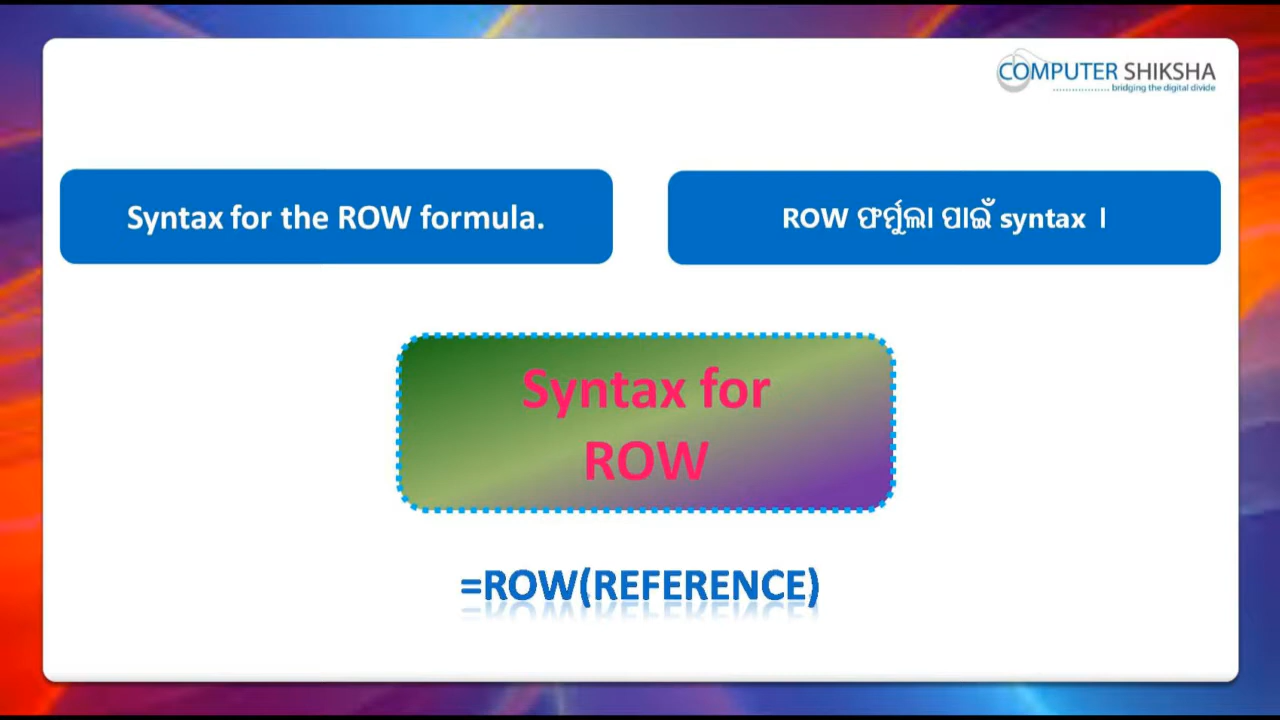 COMPUTER SHIKSHA
bridging the digital divide
Syntax for the ROW formula.
ROW ଫର୍ମୁଲା ପାଇଁ syntax ।
Syntax for
ROW
=ROW(REFERENCE)